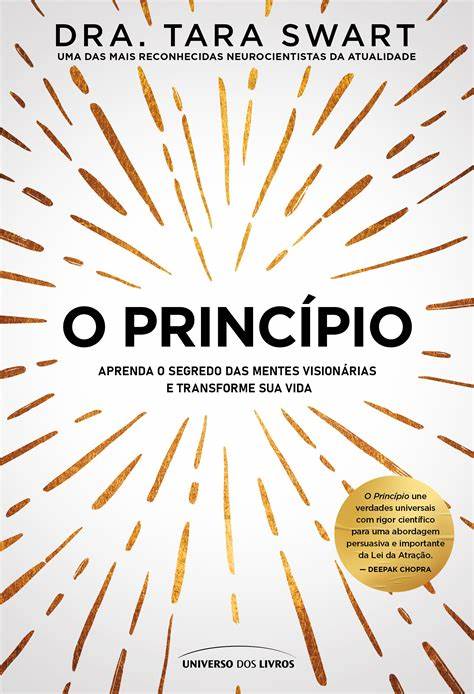 DRA. TARA SWART
UMA DAS MAIS RECONHECIDAS NEUROCIENTISTAS DA ATUALIDADE
O PRINCÍPIO
APRENDA O SEGREDO DAS MENTES VISIONÁRIAS
E TRANSFORME SUA VIDA
O Princípio une
verdades universais
com rigor científico
para uma abordagem
persuasiva e importante
da Lei da Atração.
— DEEPAK CHOPRA
UNIVERSO DOS LIVROS